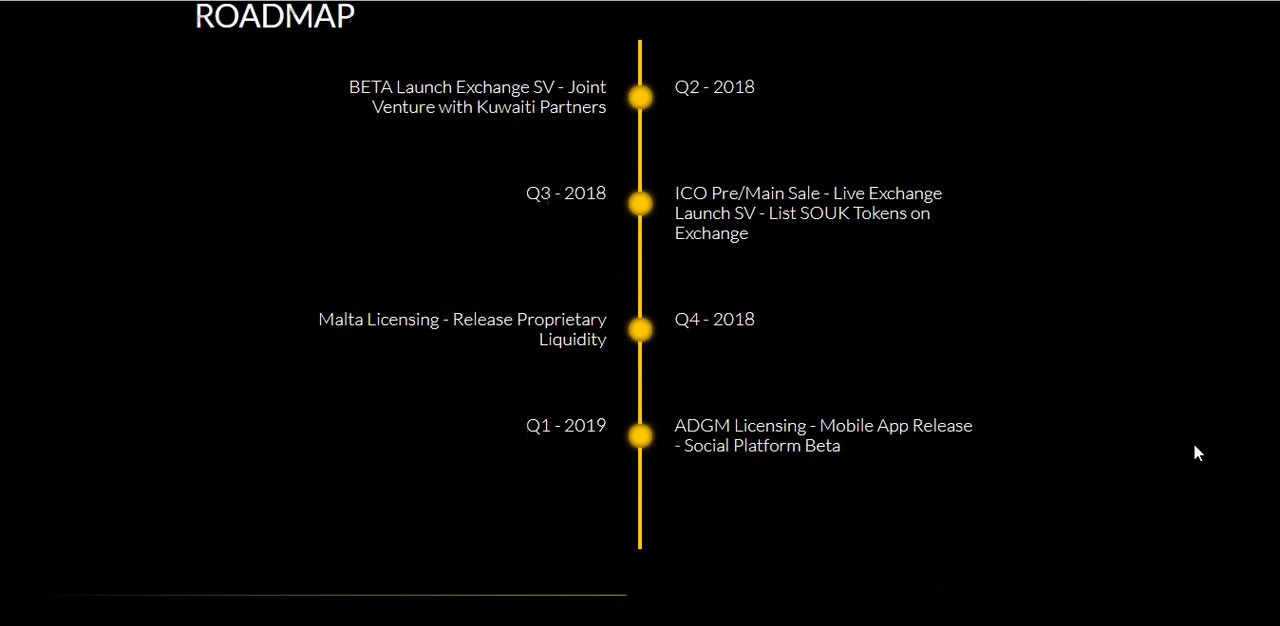 ROADMAP
BETA Launch Exchange SV - Joint
Venture with Kuwaiti Partners
Q2 - 2018
Q3 - 2018
ICO Pre/Main Sale - Live Exchange
Launch SV - List SOUK Tokens on
Exchange
Malta Licensing - Release Proprietary
Liquidity
Q4 - 2018
Q1 - 2019
ADGM Licensing - Mobile App Release
- Social Platform Beta